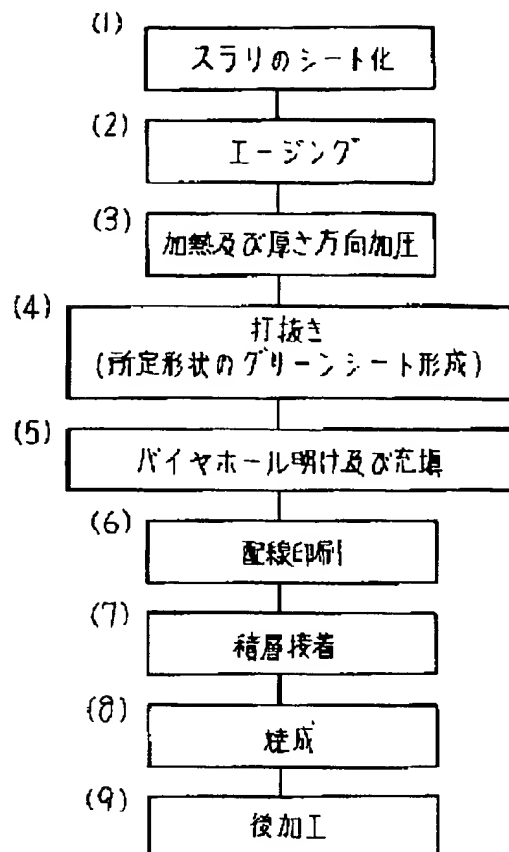 (1)
スラリのシート化
(2)
エージング
(3)
加熱及び厚さ方向加圧
(4)
打抜き
(所定形状のグリーンシート形成)
(5)
バイヤホール明け及び充填
(6)
配線印刷
(7)
積層接着
(8)
焼成
(9)
後加工